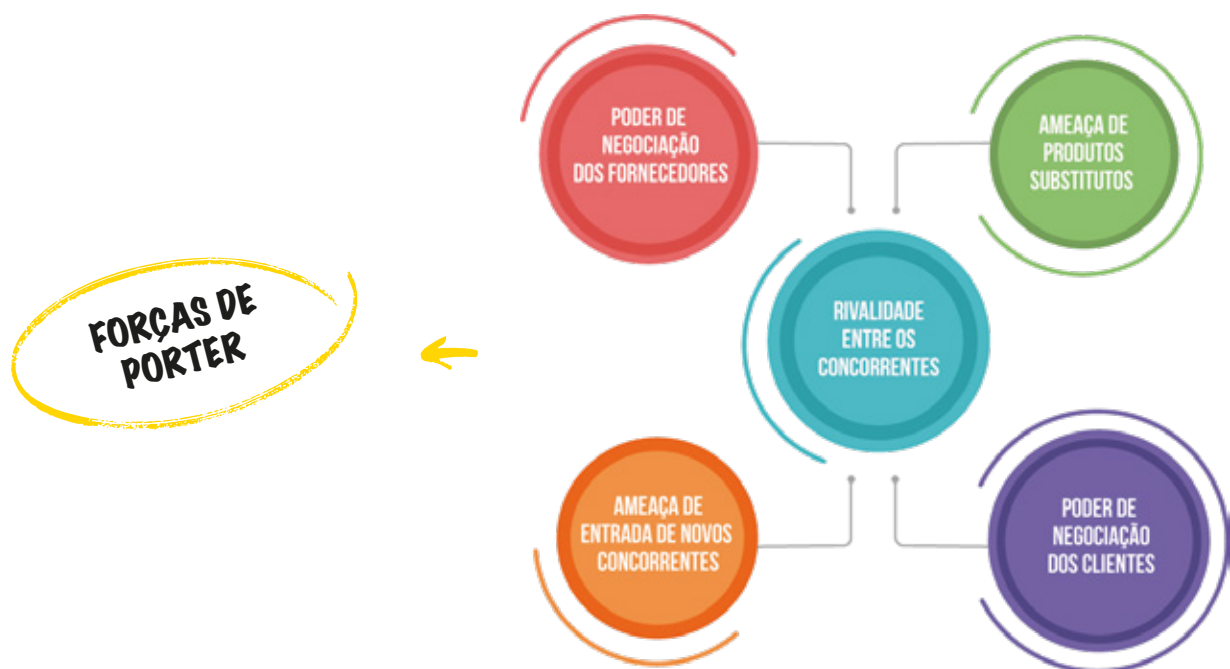 FORÇAS DE
PORTER
PODER DE
NEGOCIAÇÃO
DOS FORNECEDORES
AMEAÇA DE
PRODUTOS
SUBSTITUTOS
RIVALIDADE
ENTRE OS
CONCORRENTES
AMEAÇA DE
ENTRADA DE NOVOS
CONCORRENTES
PODER DE
NEGOCIAÇÃO
DOS CLIENTES